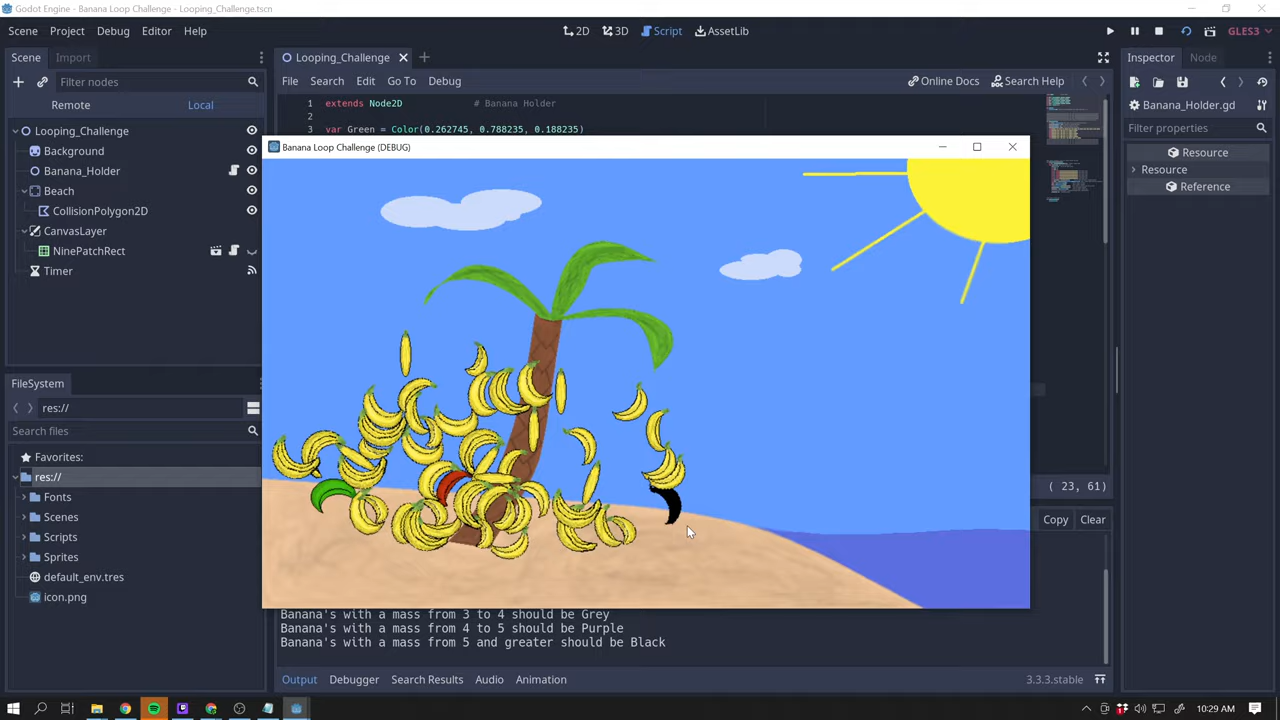 Godot Engine - Banana Loop Challenge - Looping_Challenge.tscn
Scene Project Debug Editor Help
2D 3D Script AssetLib
GLES3
Scene Import
Looping_Challenge
Inspector Node
Filter nodes
File Search Edit Go To Debug
Online Docs Search Help
Remote Local
1 extends Node2D # Banana Holder
2
3 var Green = Color(0.262745, 0.788235, 0.188235)
Banana_Holder.gd
Filter properties
Resource
Resource
Reference
Looping_Challenge
Background
Banana_Holder
Beach
CollisionPolygon2D
CanvasLayer
NinePatchRect
Timer
Banana Loop Challenge (DEBUG)
FileSystem
res://
Search files
Favorites:
res://
Fonts
Scenes
Scripts
Sprites
default_env.tres
icon.png
( 23, 61)
Copy Clear
Banana's with a mass from 3 to 4 should be Grey
Banana's with a mass from 4 to 5 should be Purple
Banana's with a mass from 5 and greater should be Black
Output Debugger Search Results Audio Animation
3.3.3.stable
10:29 AM